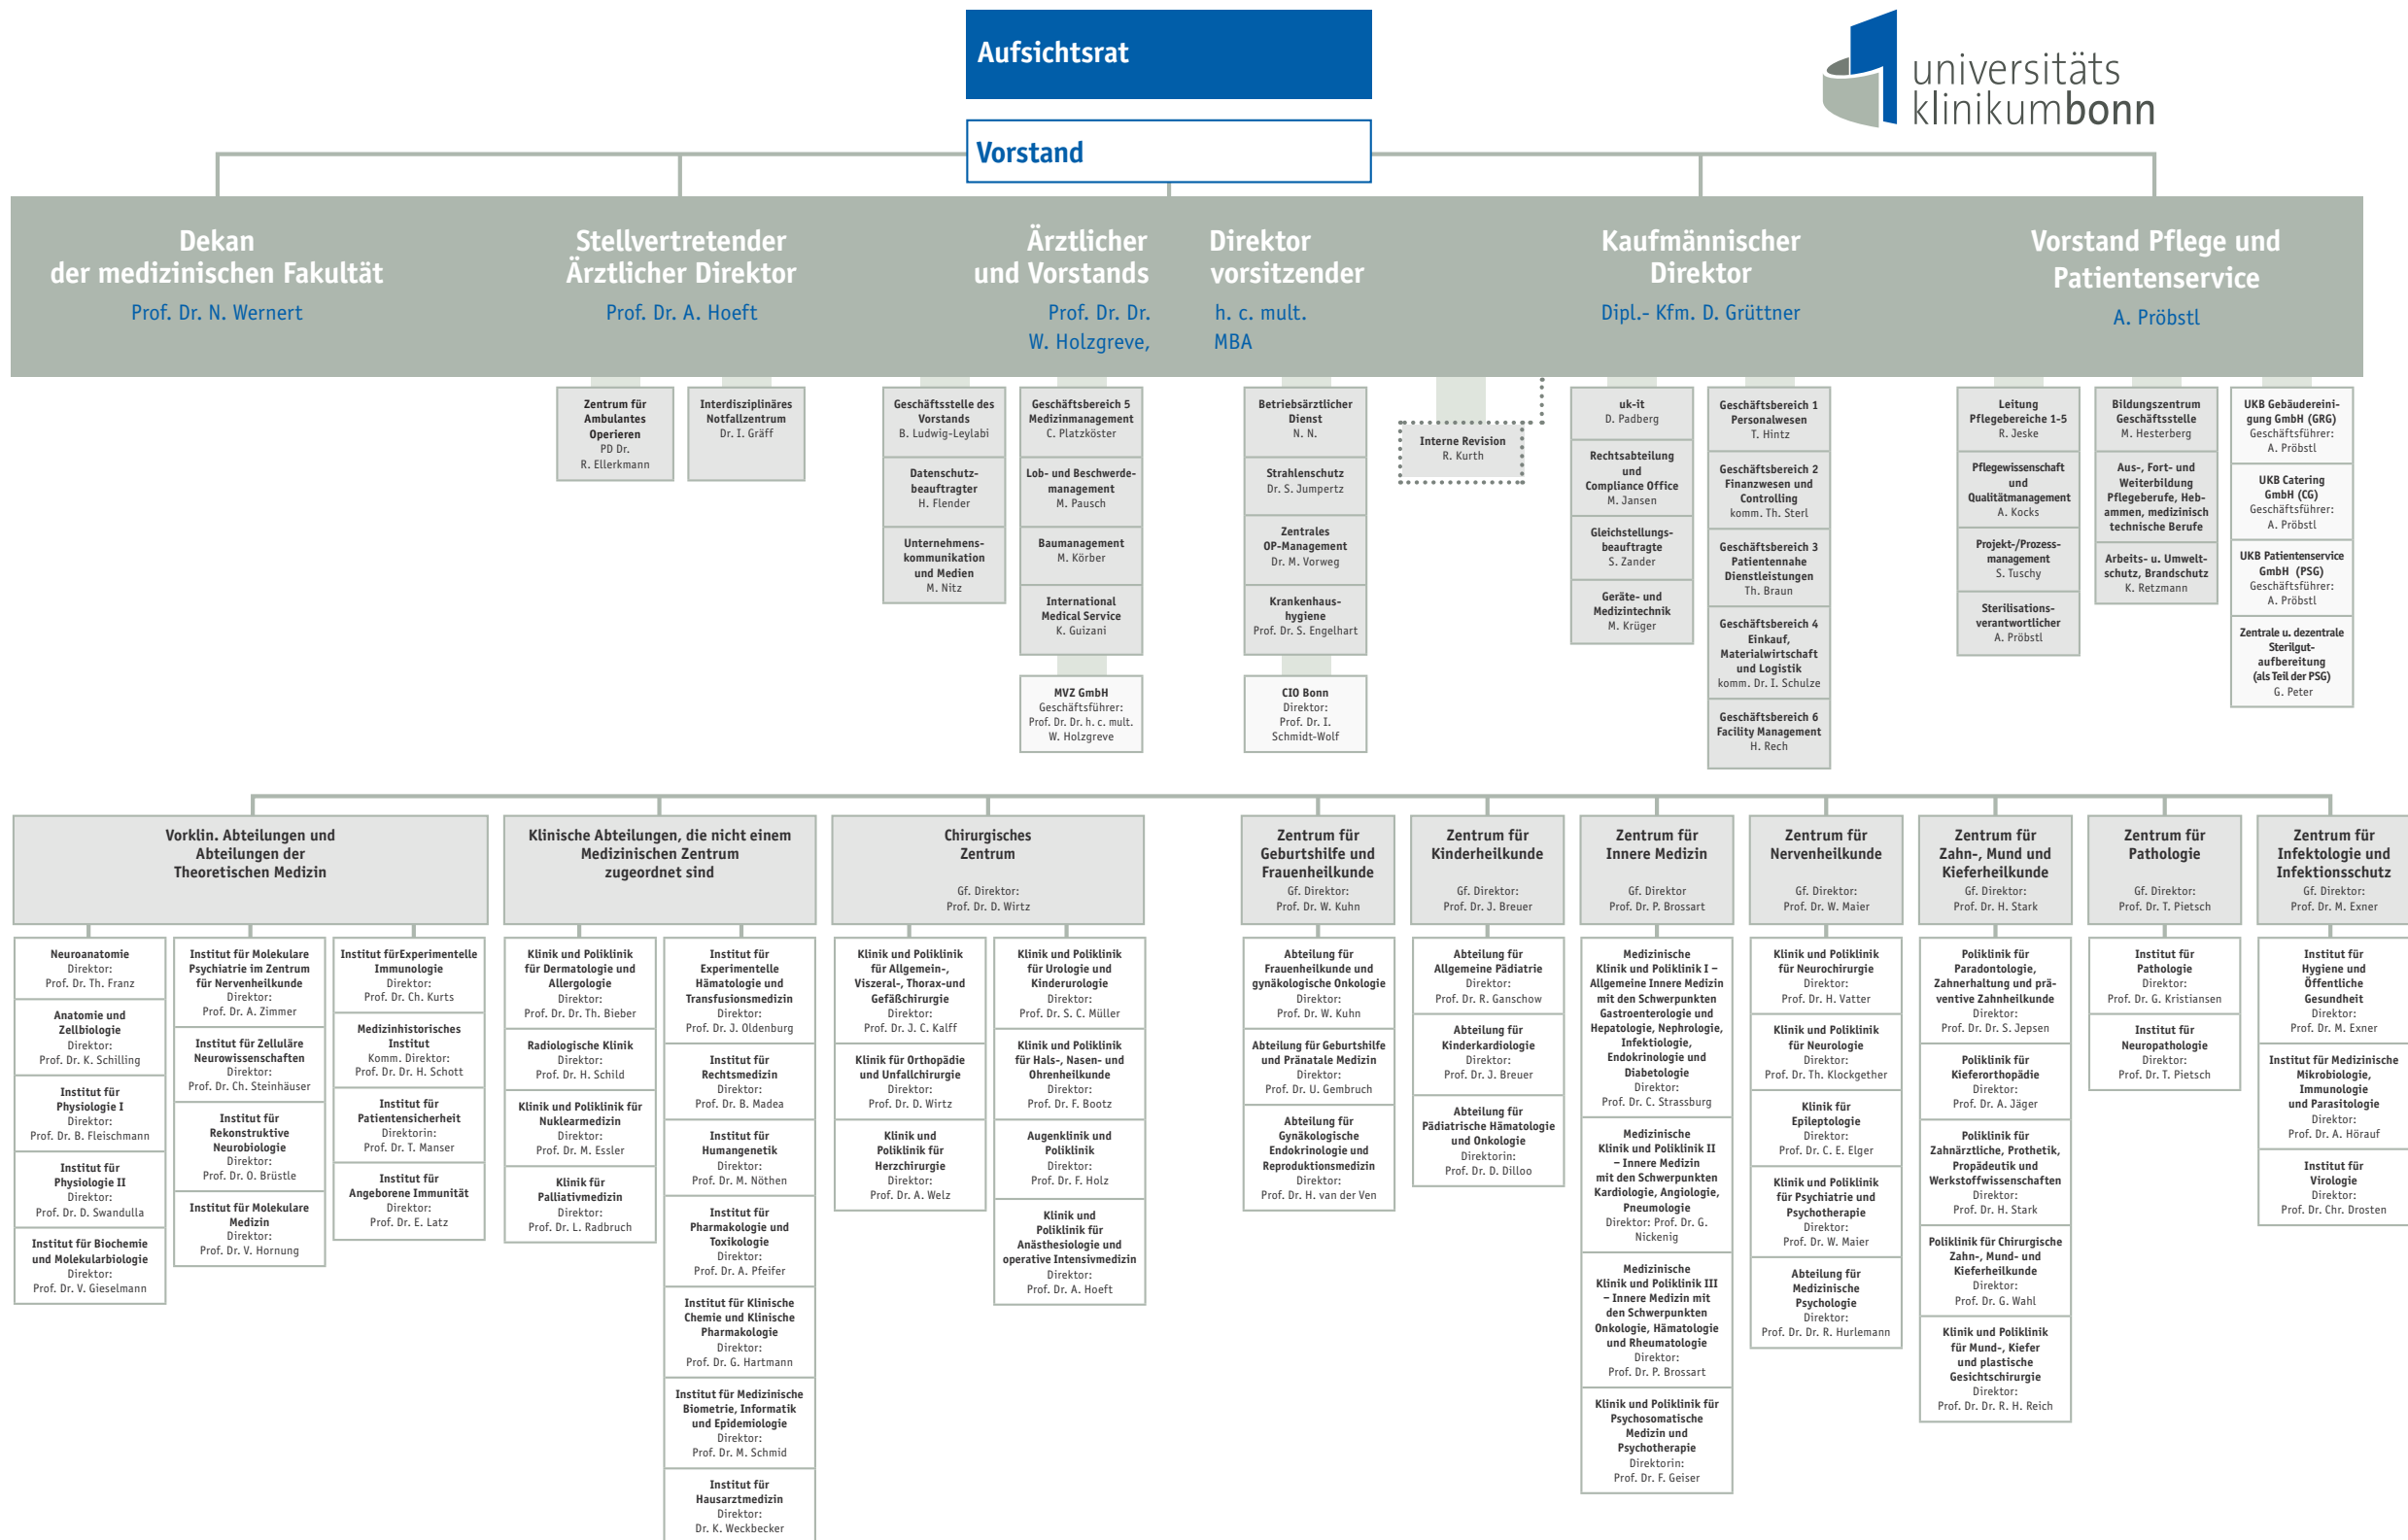 Aufsichtsrat
universitäts
klinikumbonn
Vorstand
Dekan
der medizinischen Fakultät
Prof. Dr. N. Wernert
Stellvertretender
Ärztlicher Direktor
Prof. Dr. A. Hoeft
Ärztlicher Direktor
und Vorstands vorsitzender
Prof. Dr. Dr. h. c. mult.
W. Holzgreve, MBA
Kaufmännischer
Direktor
Dipl.- Kfm. D. Grüttner
Vorstand Pflege und
Patientenservice
A. Pröbstl
Zentrum für
Ambulantes
Operieren
PD Dr.
R. Ellerkmann
Interdisziplinäres
Notfallzentrum
Dr. I. Gräff
Geschäftsstelle des
Vorstands
B. Ludwig-Leylabi
Datenschutz-
beauftragter
H. Flender
Unternehmens-
kommunikation
und Medien
M. Nitz
Geschäftsbereich 5
Medizinmanagement
C. Platzköster
Lob- und Beschwerde-
management
M. Pausch
Baumanagement
M. Körber
International
Medical Service
K. Guizani
MVZ GmbH
Geschäftsführer:
Prof. Dr. Dr. h. c. mult.
W. Holzgreve
Betriebsärztlicher
Dienst
N. N.
Strahlenschutz
Dr. S. Jumpertz
Zentrales
OP-Management
Dr. M. Vorweg
Krankenhaus-
hygiene
Prof. Dr. S. Engelhart
CIO Bonn
Direktor:
Prof. Dr. I.
Schmidt-Wolf
Interne Revision
R. Kurth
uk-it
D. Padberg
Rechtsabteilung
und
Compliance Office
M. Jansen
Gleichstellungs-
beauftragte
S. Zander
Geräte- und
Medizintechnik
M. Krüger
Geschäftsbereich 1
Personalwesen
T. Hintz
Geschäftsbereich 2
Finanzwesen und
Controlling
komm. Th. Sterl
Geschäftsbereich 3
Patientennahe
Dienstleistungen
Th. Braun
Geschäftsbereich 4
Einkauf,
Materialwirtschaft
und Logistik
komm. Dr. I. Schulze
Geschäftsbereich 6
Facility Management
H. Rech
Leitung
Pflegebereiche 1-5
R. Jeske
Pflegewissenschaft
und
Qualitätmanagement
A. Kocks
Projekt-/Prozess-
management
S. Tuschy
Sterilisations-
verantwortlicher
A. Pröbstl
Bildungszentrum
Geschäftsstelle
M. Hesterberg
Aus-, Fort- und
Weiterbildung
Pflegeberufe, Heb-
ammen, medizinisch
technische Berufe
Arbeits- u. Umwelt-
schutz, Brandschutz
K. Retzmann
UKB Gebäudereini-
gung GmbH (GRG)
Geschäftsführer:
A. Pröbstl
UKB Catering
GmbH (CG)
Geschäftsführer:
A. Pröbstl
UKB Patientenservice
GmbH (PSG)
Geschäftsführer:
A. Pröbstl
Zentrale u. dezentrale
Sterilgut-
aufbereitung
(als Teil der PSG)
G. Peter
Vorklin. Abteilungen und
Abteilungen der
Theoretischen Medizin
Neuroanatomie
Direktor:
Prof. Dr. Th. Franz
Anatomie und
Zellbiologie
Direktor:
Prof. Dr. K. Schilling
Institut für
Physiologie I
Direktor:
Prof. Dr. B. Fleischmann
Institut für
Physiologie II
Direktor:
Prof. Dr. D. Swandulla
Institut für Biochemie
und Molekularbiologie
Direktor:
Prof. Dr. V. Gieselmann
Institut für Molekulare
Psychiatrie im Zentrum
für Nervenheilkunde
Direktor:
Prof. Dr. A. Zimmer
Institut für Zelluläre
Neurowissenschaften
Direktor:
Prof. Dr. Ch. Steinhäuser
Institut für
Rekonstruktive
Neurobiologie
Direktor:
Prof. Dr. O. Brüstle
Institut für Molekulare
Medizin
Direktor:
Prof. Dr. V. Hornung
Institut fürExperimentelle
Immunologie
Direktor:
Prof. Dr. Ch. Kurts
Medizinhistorisches
Institut
Komm. Direktor:
Prof. Dr. Dr. H. Schott
Institut für
Patientensicherheit
Direktorin:
Prof. Dr. T. Manser
Institut für
Angeborene Immunität
Direktor:
Prof. Dr. E. Latz
Klinische Abteilungen, die nicht einem
Medizinischen Zentrum
zugeordnet sind
Klinik und Poliklinik
für Dermatologie und
Allergologie
Direktor:
Prof. Dr. Dr. Th. Bieber
Radiologische Klinik
Direktor:
Prof. Dr. H. Schild
Klinik und Poliklinik für
Nuklearmedizin
Direktor:
Prof. Dr. M. Essler
Klinik für
Palliativmedizin
Direktor:
Prof. Dr. L. Radbruch
Institut für
Experimentelle
Hämatologie und
Transfusionsmedizin
Direktor:
Prof. Dr. J. Oldenburg
Institut für
Rechtsmedizin
Direktor:
Prof. Dr. B. Madea
Institut für
Humangenetik
Direktor:
Prof. Dr. M. Nöthen
Institut für
Pharmakologie und
Toxikologie
Direktor:
Prof. Dr. A. Pfeifer
Institut für Klinische
Chemie und Klinische
Pharmakologie
Direktor:
Prof. Dr. G. Hartmann
Institut für Medizinische
Biometrie, Informatik
und Epidemiologie
Direktor:
Prof. Dr. M. Schmid
Institut für
Hausarztmedizin
Direktor:
Dr. K. Weckbecker
Chirurgisches
Zentrum
Gf. Direktor:
Prof. Dr. D. Wirtz
Klinik und Poliklinik
für Allgemein-,
Viszeral-, Thorax-und
Gefäßchirurgie
Direktor:
Prof. Dr. J. C. Kalff
Klinik für Orthopädie
und Unfallchirurgie
Direktor:
Prof. Dr. D. Wirtz
Klinik und
Poliklinik für
Herzchirurgie
Direktor:
Prof. Dr. A. Welz
Klinik und Poliklinik
für Urologie und
Kinderurologie
Direktor:
Prof. Dr. S. C. Müller
Klinik und Poliklinik
für Hals-, Nasen- und
Ohrenheilkunde
Direktor:
Prof. Dr. F. Bootz
Augenklinik und
Poliklinik
Direktor:
Prof. Dr. F. Holz
Klinik und
Poliklinik für
Anästhesiologie und
operative Intensivmedizin
Direktor:
Prof. Dr. A. Hoeft
Zentrum für
Geburtshilfe und
Frauenheilkunde
Gf. Direktor:
Prof. Dr. W. Kuhn
Abteilung für
Frauenheilkunde und
gynäkologische Onkologie
Direktor:
Prof. Dr. W. Kuhn
Abteilung für Geburtshilfe
und Pränatale Medizin
Direktor:
Prof. Dr. U. Gembruch
Abteilung für
Gynäkologische
Endokrinologie und
Reproduktionsmedizin
Direktor:
Prof. Dr. H. van der Ven
Zentrum für
Kinderheilkunde
Gf. Direktor:
Prof. Dr. J. Breuer
Abteilung für
Allgemeine Pädiatrie
Direktor:
Prof. Dr. R. Ganschow
Abteilung für
Kinderkardiologie
Direktor:
Prof. Dr. J. Breuer
Abteilung für
Pädiatrische Hämatologie
und Onkologie
Direktorin:
Prof. Dr. D. Dilloo
Zentrum für
Innere Medizin
Gf. Direktor
Prof. Dr. P. Brossart
Medizinische
Klinik und Poliklinik I –
Allgemeine Innere Medizin
mit den Schwerpunkten
Gastroenterologie und
Hepatologie, Nephrologie,
Infektiologie,
Endokrinologie und
Diabetologie
Direktor:
Prof. Dr. C. Strassburg
Medizinische
Klinik und Poliklinik II
– Innere Medizin
mit den Schwerpunkten
Kardiologie, Angiologie,
Pneumologie
Direktor: Prof. Dr. G.
Nickenig
Medizinische
Klinik und Poliklinik III
– Innere Medizin mit
den Schwerpunkten
Onkologie, Hämatologie
und Rheumatologie
Direktor:
Prof. Dr. P. Brossart
Klinik und Poliklinik für
Psychosomatische
Medizin und
Psychotherapie
Direktorin:
Prof. Dr. F. Geiser
Zentrum für
Nervenheilkunde
Gf. Direktor:
Prof. Dr. W. Maier
Klinik und Poliklinik
für Neurochirurgie
Direktor:
Prof. Dr. H. Vatter
Klinik und Poliklinik
für Neurologie
Direktor:
Prof. Dr. Th. Klockgether
Klinik für
Epileptologie
Direktor:
Prof. Dr. C. E. Elger
Klinik und Poliklinik
für Psychiatrie und
Psychotherapie
Direktor:
Prof. Dr. W. Maier
Abteilung für
Medizinische
Psychologie
Direktor:
Prof. Dr. Dr. R. Hurlemann
Zentrum für
Zahn-, Mund und
Kieferheilkunde
Gf. Direktor:
Prof. Dr. H. Stark
Poliklinik für
Paradontologie,
Zahnerhaltung und prä-
ventive Zahnheilkunde
Direktor:
Prof. Dr. Dr. S. Jepsen
Poliklinik für
Kieferorthopädie
Direktor:
Prof. Dr. A. Jäger
Poliklinik für
Zahnärztliche, Prothetik,
Propädeutik und
Werkstoffwissenschaften
Direktor:
Prof. Dr. H. Stark
Poliklinik für Chirurgische
Zahn-, Mund- und
Kieferheilkunde
Direktor:
Prof. Dr. G. Wahl
Klinik und Poliklinik
für Mund-, Kiefer
und plastische
Gesichtschirurgie
Direktor:
Prof. Dr. Dr. R. H. Reich
Zentrum für
Pathologie
Gf. Direktor:
Prof. Dr. T. Pietsch
Institut für
Pathologie
Direktor:
Prof. Dr. G. Kristiansen
Institut für
Neuropathologie
Direktor:
Prof. Dr. T. Pietsch
Zentrum für
Infektologie und
Infektionsschutz
Gf. Direktor:
Prof. Dr. M. Exner
Institut für
Hygiene und
Öffentliche
Gesundheit
Direktor:
Prof. Dr. M. Exner
Institut für Medizinische
Mikrobiologie,
Immunologie
und Parasitologie
Direktor:
Prof. Dr. A. Hörauf
Institut für
Virologie
Direktor:
Prof. Dr. Chr. Drosten